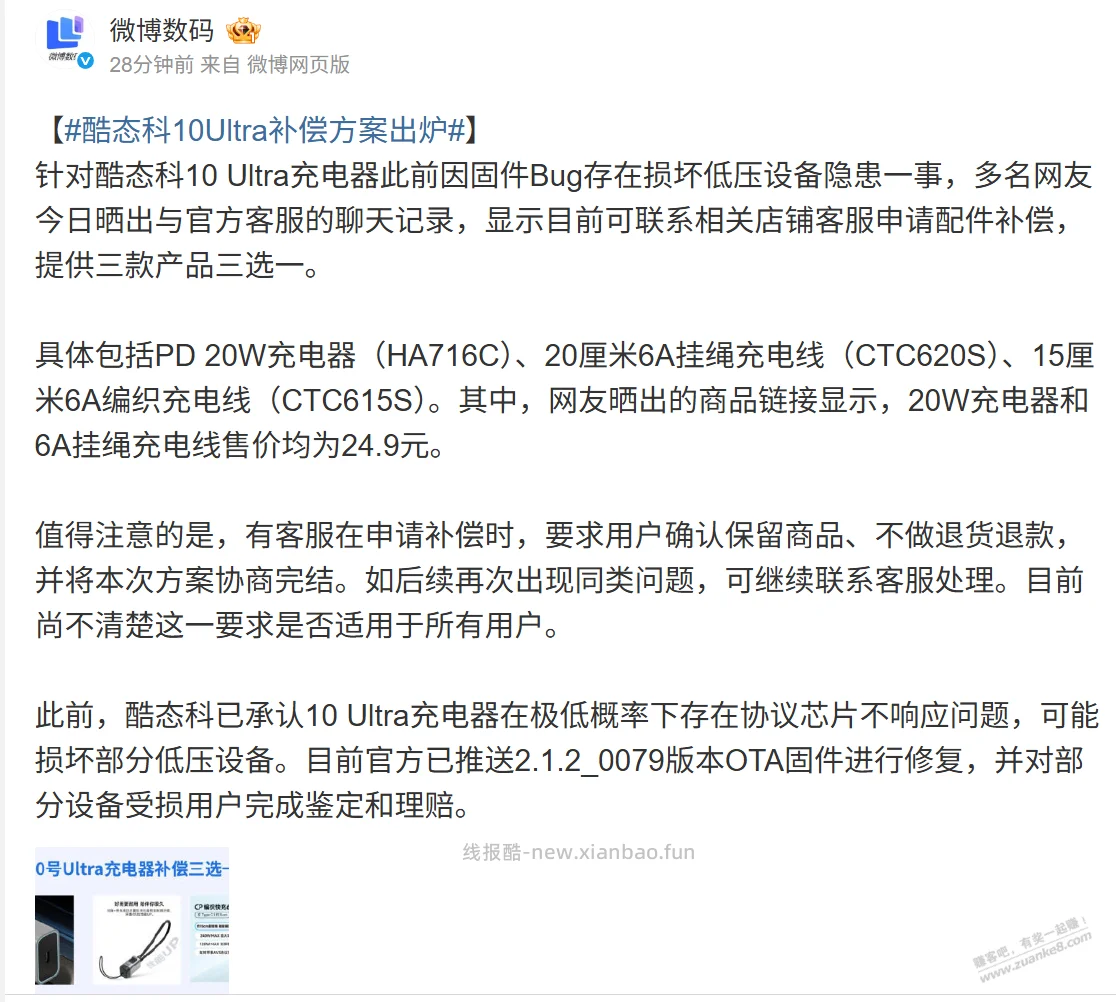 微博数码
微博数码
28分钟前 来自 微博网页版
【#酷态科10Ultra补偿方案出炉#】
针对酷态科10 Ultra充电器此前因固件Bug存在损坏低压设备隐患一事，多名网友
今日晒出与官方客服的聊天记录，显示目前可联系相关店铺客服申请配件补偿，
提供三款产品三选一。
具体包括PD 20W充电器（HA716C）、20厘米6A挂绳充电线（CTC620S）、15厘
米6A编织充电线（CTC615S）。其中，网友晒出的商品链接显示，20W充电器和
6A挂绳充电线售价均为24.9元。
值得注意的是，有客服在申请补偿时，要求用户确认保留商品、不做退货退款，
并将本次方案协商完结。如后续再次出现同类问题，可继续联系客服处理。目前
尚不清楚这一要求是否适用于所有用户。
此前，酷态科已承认10 Ultra充电器在极低概率下存在协议芯片不响应问题，可能
损坏部分低压设备。目前官方已推送2.1.2_0079版本OTA固件进行修复，并对部
分设备受损用户完成鉴定和理赔。
线报酷-new.xianbao.fun
0号Ultra充电器补偿三选一
赚客吧，有奖一起赚！
www.zuanke8.com